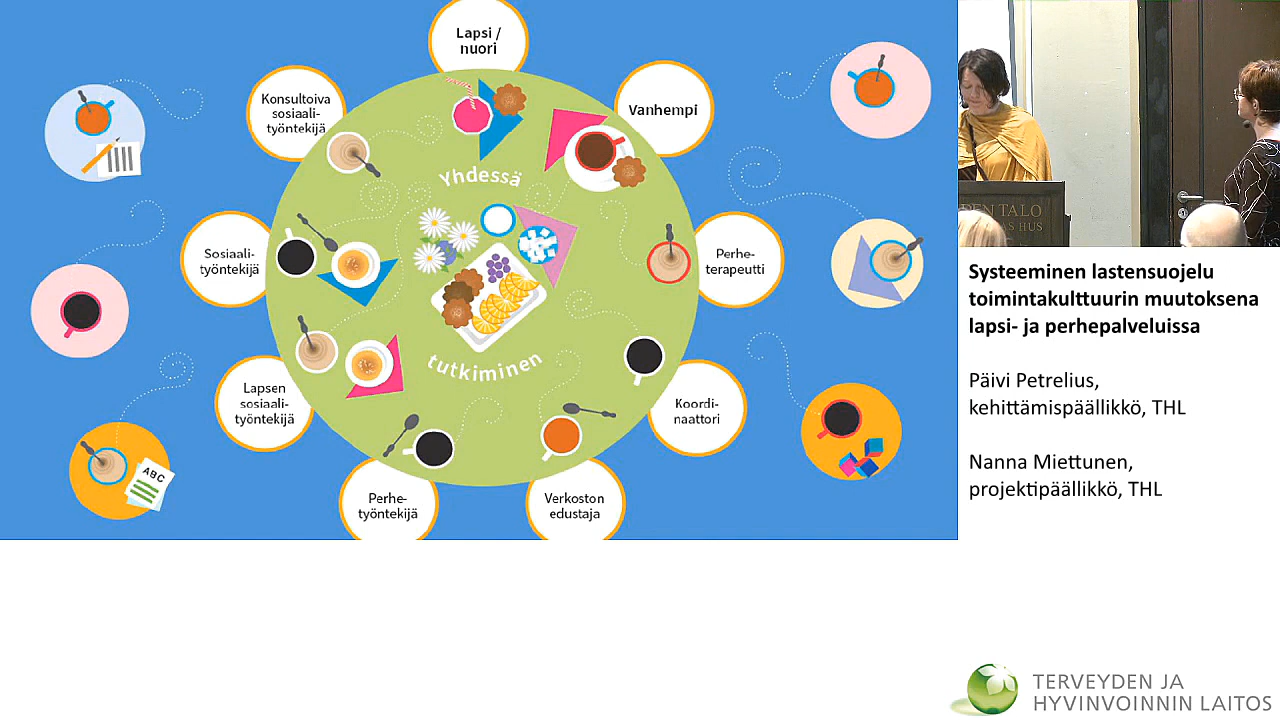 Lapsi /
nuori
Konsultoiva
sosiaali-
työntekijä
Vanhempi
Yhdessä
Sosiaali-
työntekijä
Perhe-
terapeutti
tutkiminen
Lapsen
sosiaali-
työntekijä
Koordi-
naattori
Perhe-
työntekijä
Verkoston
edustaja
ABC
TALO
HUS
Systeeminen lastensuojelu
toimintakulttuurin muutoksena
lapsi- ja perhepalveluissa
Päivi Petrelius,
kehittämispäällikkö, THL
Nanna Miettunen,
projektipäällikkö, THL
TERVEYDEN JA
HYVINVOINNIN LAITOS